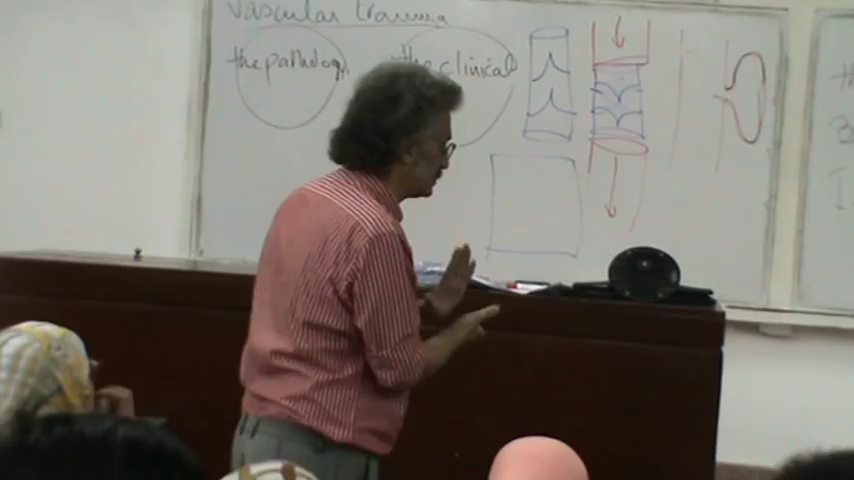 vascular trauma
the pathology the clinical